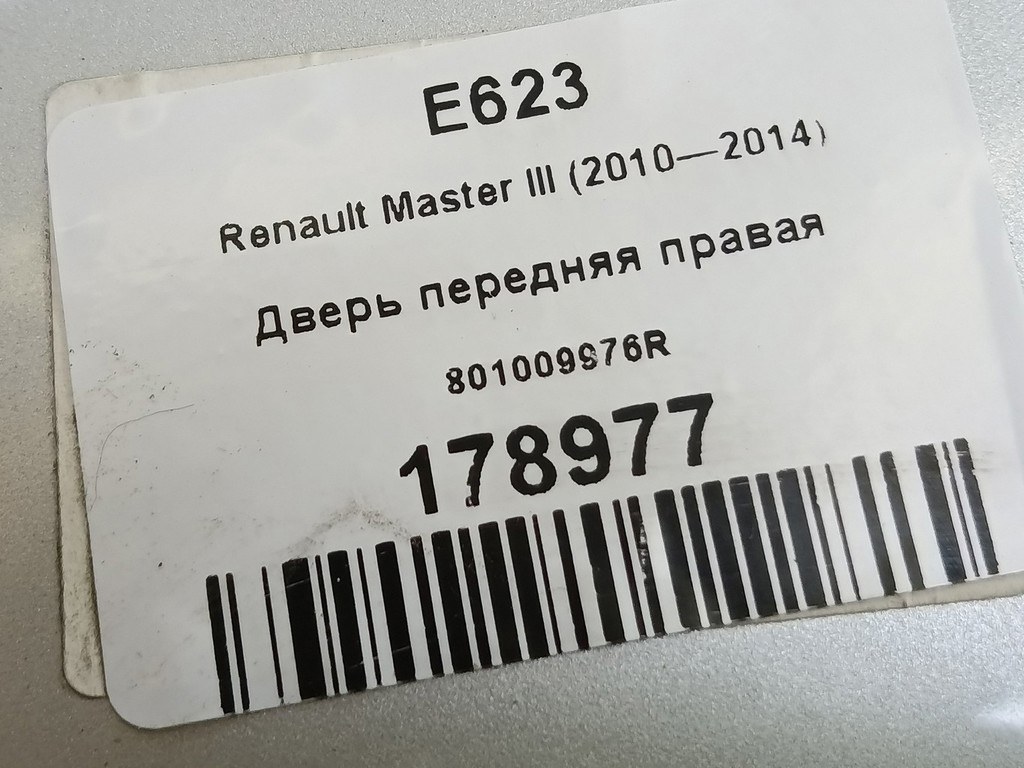 E623
Renault Master III (2010—2014)
Дверь передняя правая
801009976R
178977